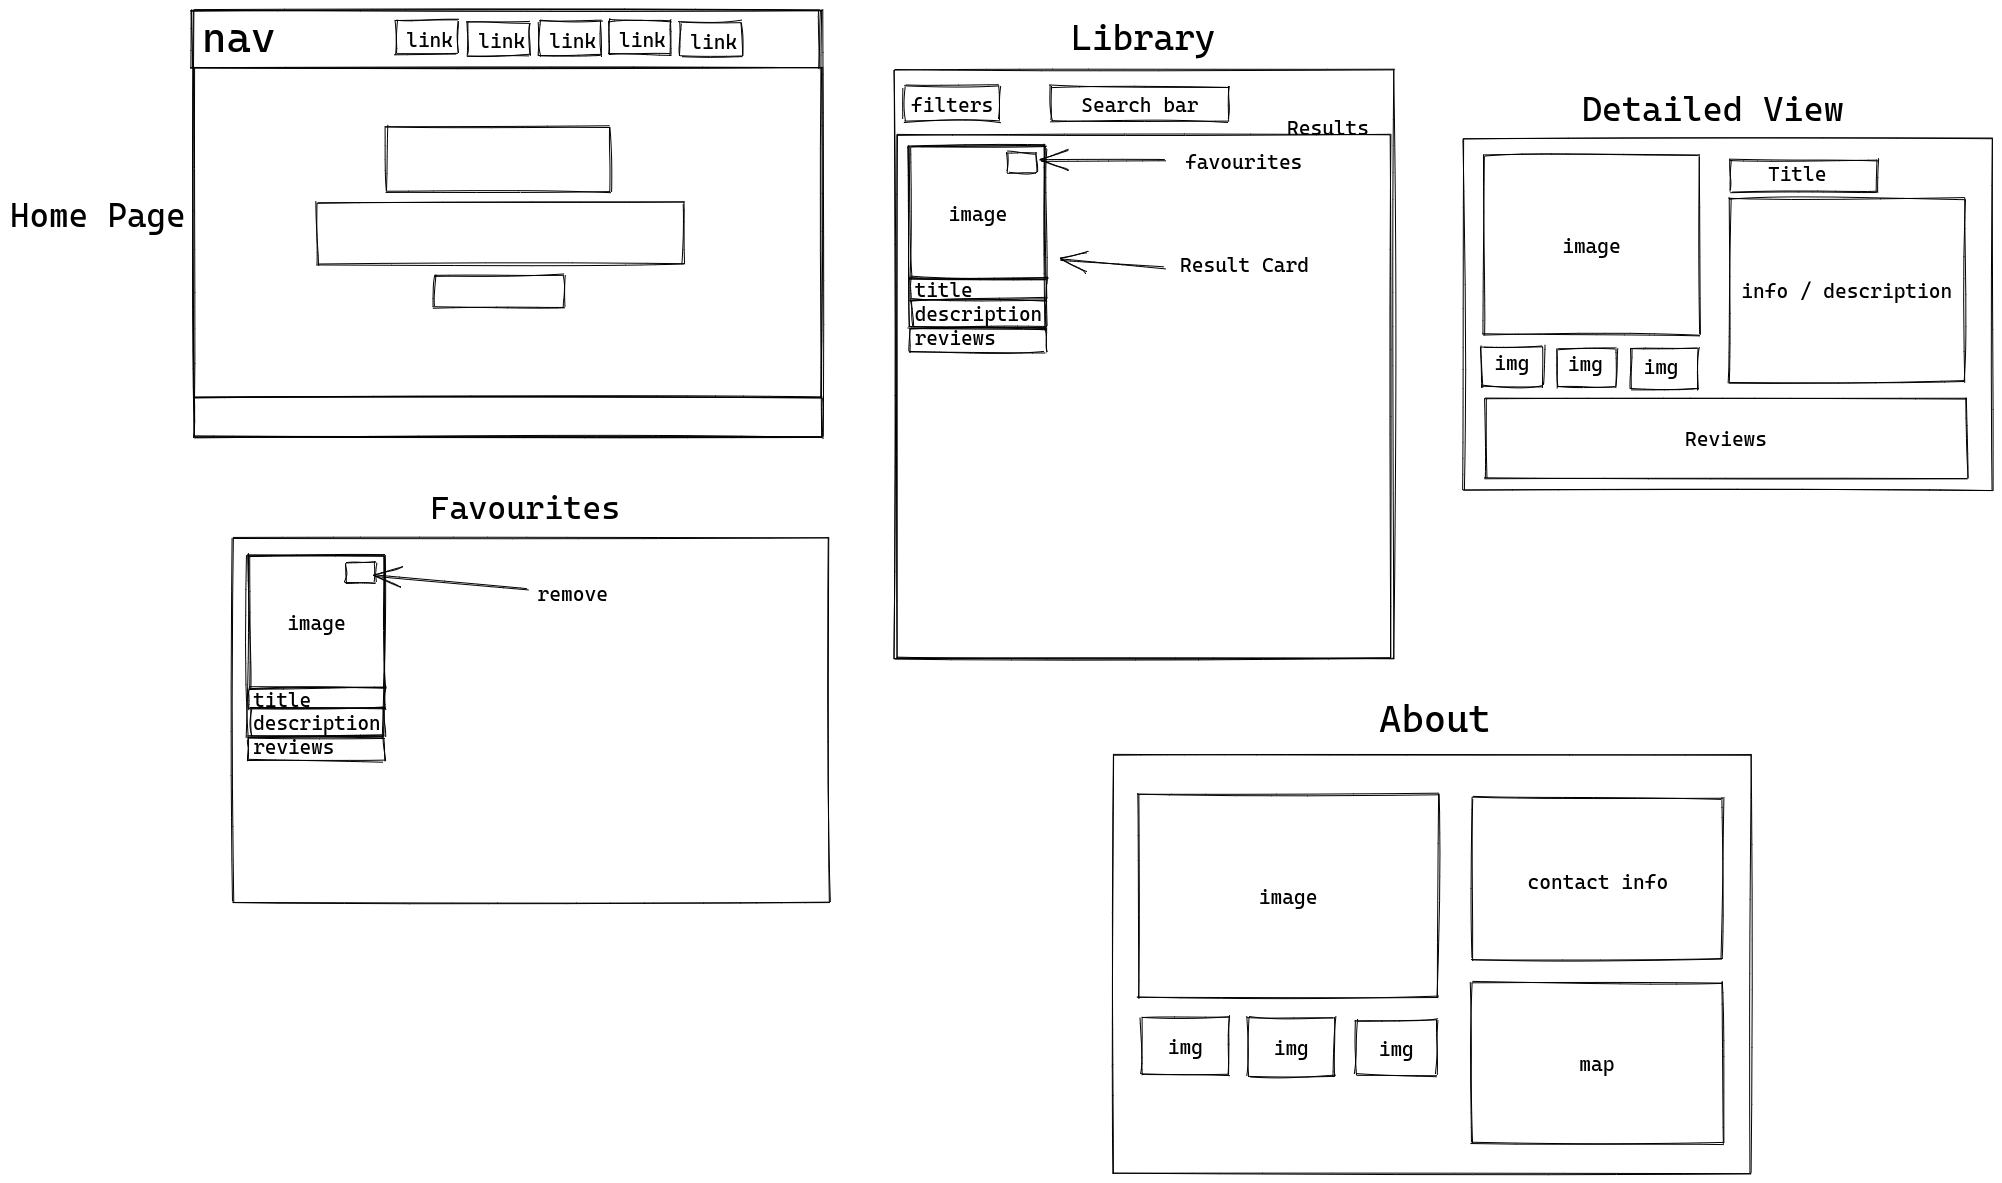 nav
link
link
link
link
link
Home Page
Library
filters
Search bar
Results
favourites
image
Result Card
title
description
reviews
Detailed View
image
Title
info / description
img
img
img
Reviews
Favourites
remove
image
title
description
reviews
About
image
contact info
img
img
img
map